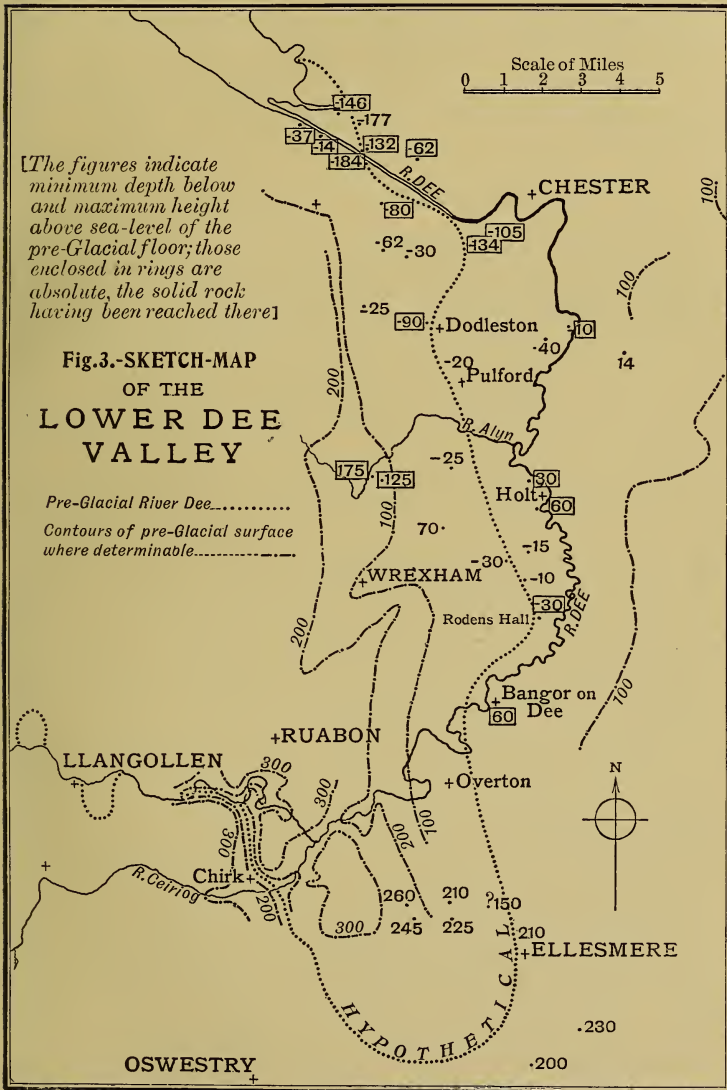 Scale of Miles
0 1 2 3 4 5
-146
-177
-37
-14
-132
-62
-184
R. DEE
[The figures indicate
minimum depth below
and maximum height
above sea-level of the
pre-Glacial floor; those
enclosed in rings are
absolute, the solid rock
having been reached there]
CHESTER
100
-80
-105
-62
-30
-134
100
-25
-90
Dodleston
10
-40
14
Fig.3.-SKETCH-MAP
OF THE
LOWER DEE
VALLEY
-20
Pulford
200
R. Alyn
-25
175
-125
30
Holt
60
Pre-Glacial River Dee
Contours of pre-Glacial surface
where determinable
100
70
-15
-30
-10
WREXHAM
-30
Rodens Hall
R. DEE
200
100
Bangor on
Dee
60
RUABON
LLANGOLLEN
300
300
Overton
N
100
200
300
Chirk
R. Ceiriog
200
260
210
?150
300
245
225
210
ELLESMERE
HYPOTHETICAL
230
OSWESTRY
200